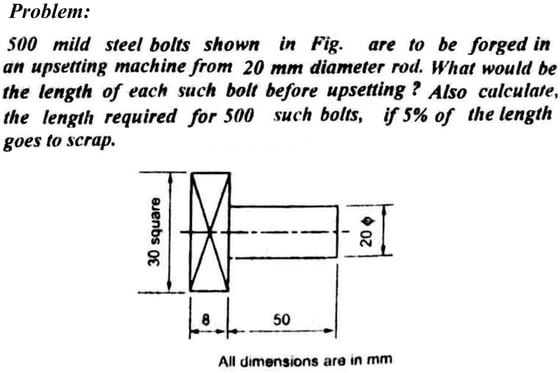 Problem:
500 mild steel bolts shown in Fig. are to be forged in
an upsetting machine from 20 mm diameter rod. What would be
the length of each such bolt before upsetting ? Also calculate,
the length required for 500 such bolts, if 5% of the length
goes to scrap.
30 square
20 ϕ
8
50
All dimensions are in mm